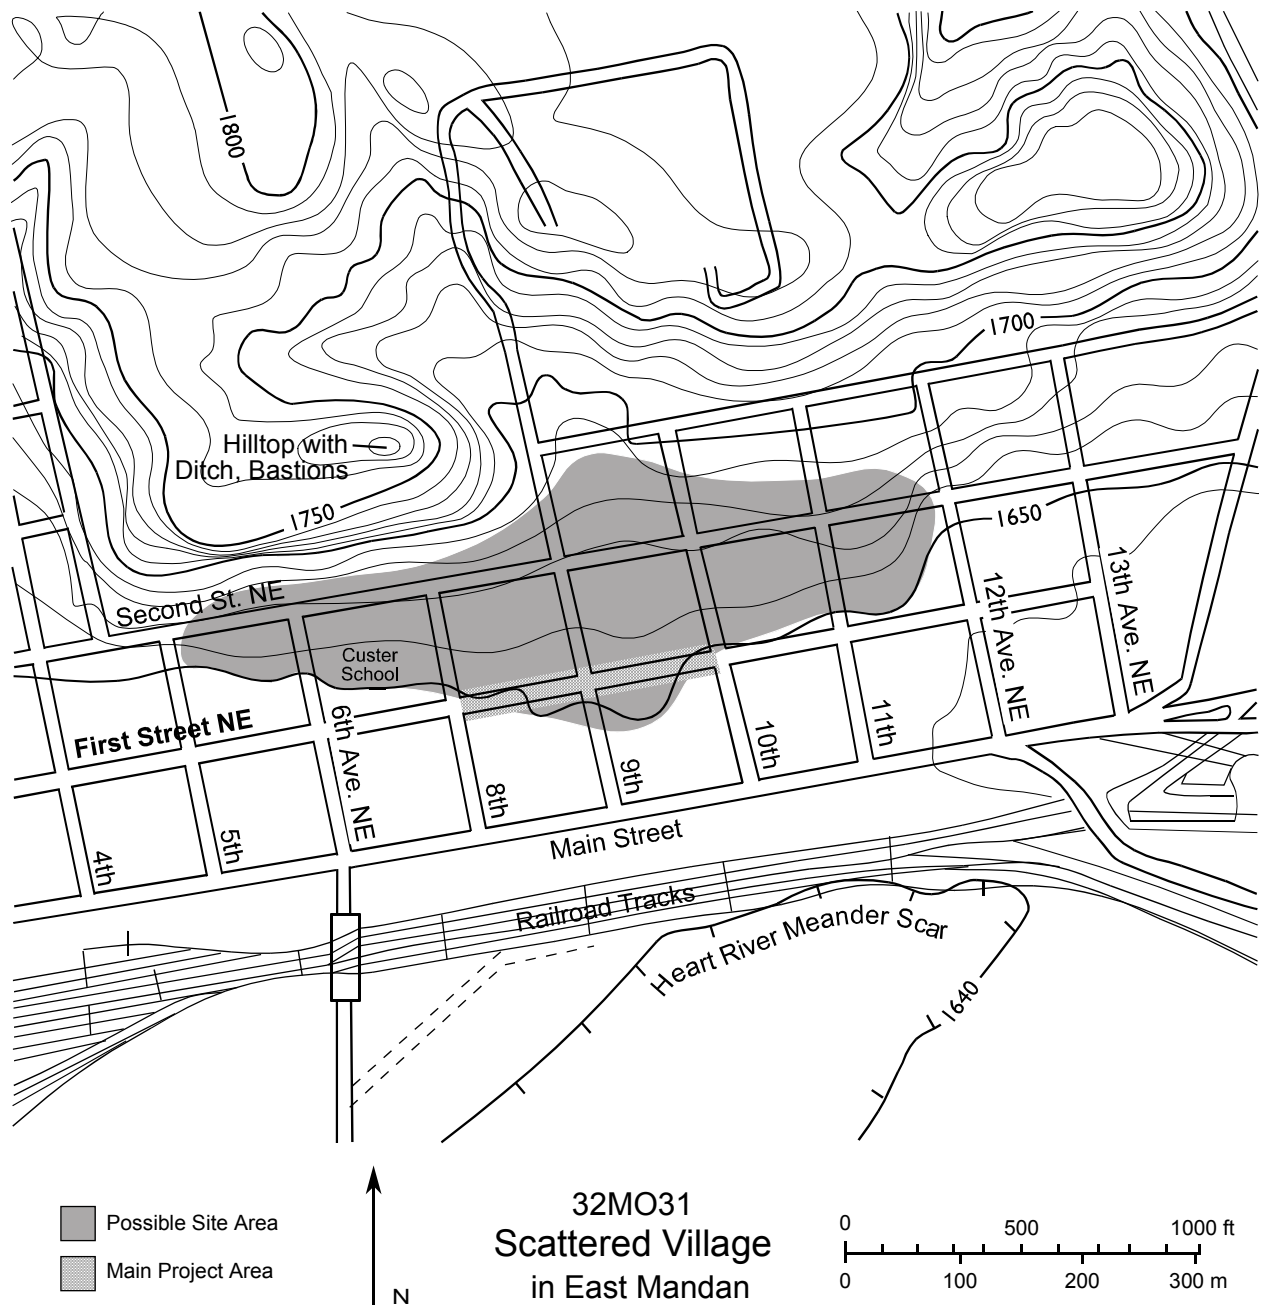 1800
1700
Hilltop with
Ditch, Bastions
1750
1650
Second St. NE
13th Ave. NE
12th Ave. NE
Custer
School
First Street NE
6th Ave. NE
11th
10th
9th
8th
5th
4th
Main Street
Railroad Tracks
Heart River Meander Scar
1640
Possible Site Area
Main Project Area
N
32MO31
Scattered Village
in East Mandan
0 500 1000 ft
0 100 200 300 m